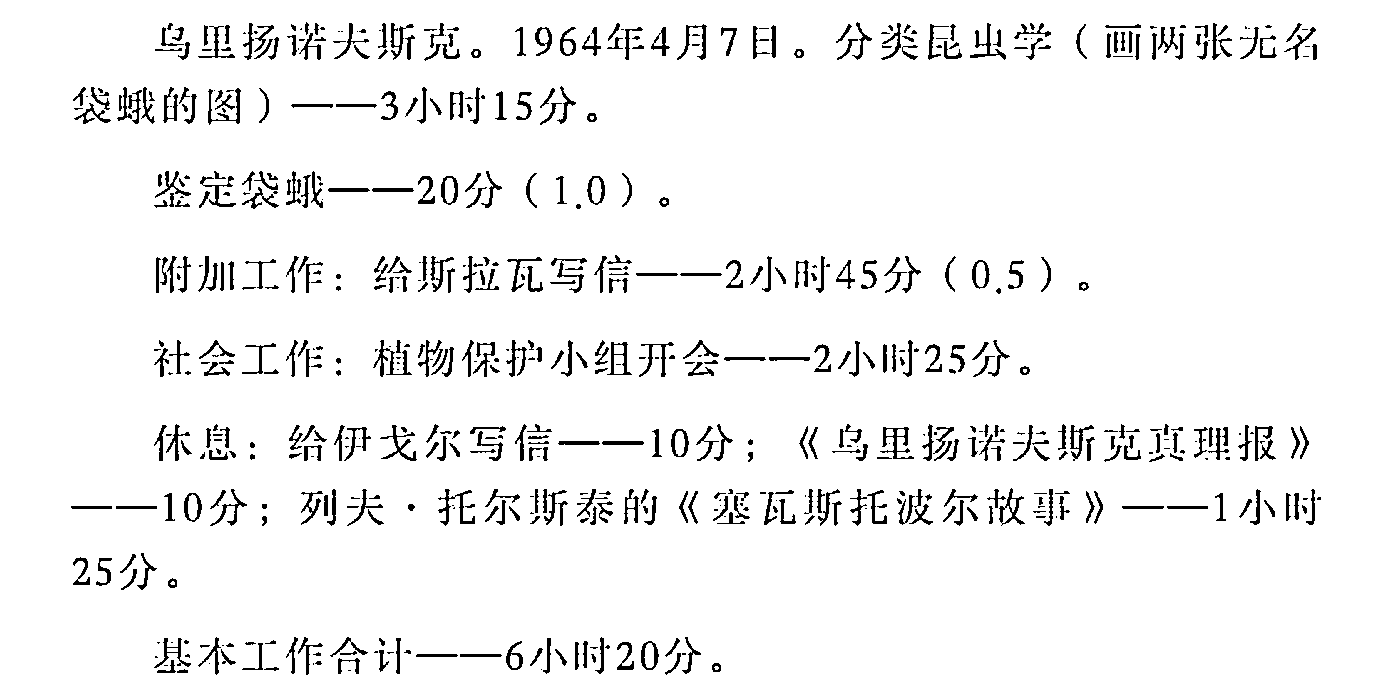 乌里扬诺夫斯克。1964年4月7日。分类昆虫学（画两张无名
袋蛾的图）——3小时15分。
鉴定袋蛾——20分（1.0）。
附加工作：给斯拉瓦写信——2小时45分（0.5）。
社会工作：植物保护小组开会——2小时25分。
休息：给伊戈尔写信——10分；《乌里扬诺夫斯克真理报》
——10分；列夫·托尔斯泰的《塞瓦斯托波尔故事》——1小时
25分。
基本工作合计——6小时20分。